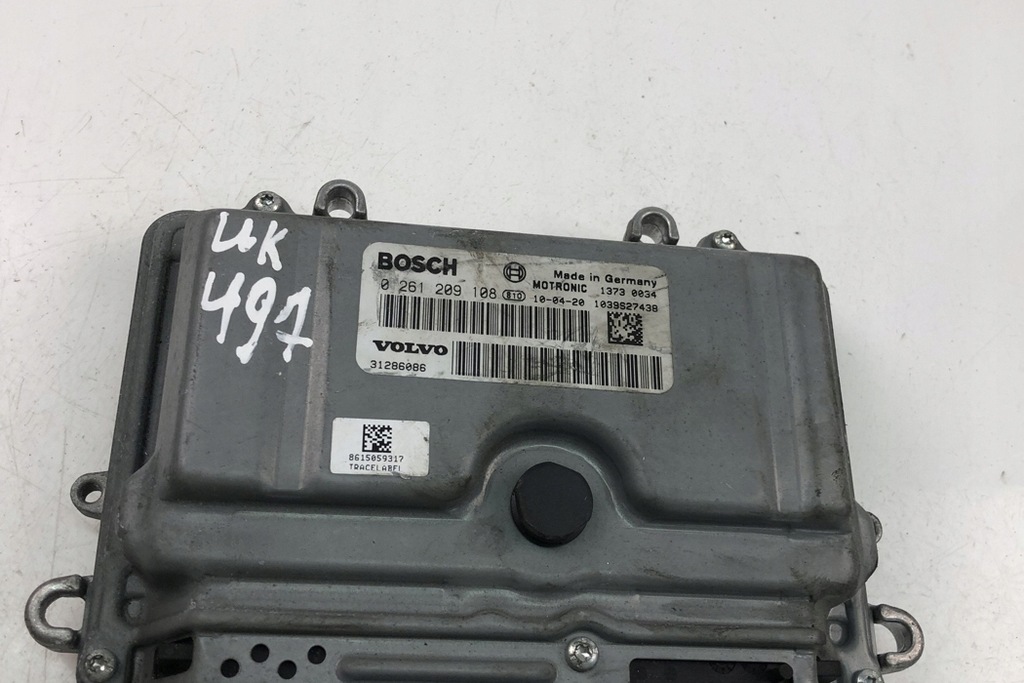 UK
497
BOSCH
Made in Germany
0 261 209 108
MOTRONIC 1373 0034
10-04-20 1039S27438
VOLVO
31286086
8615059317
TRACELABEL